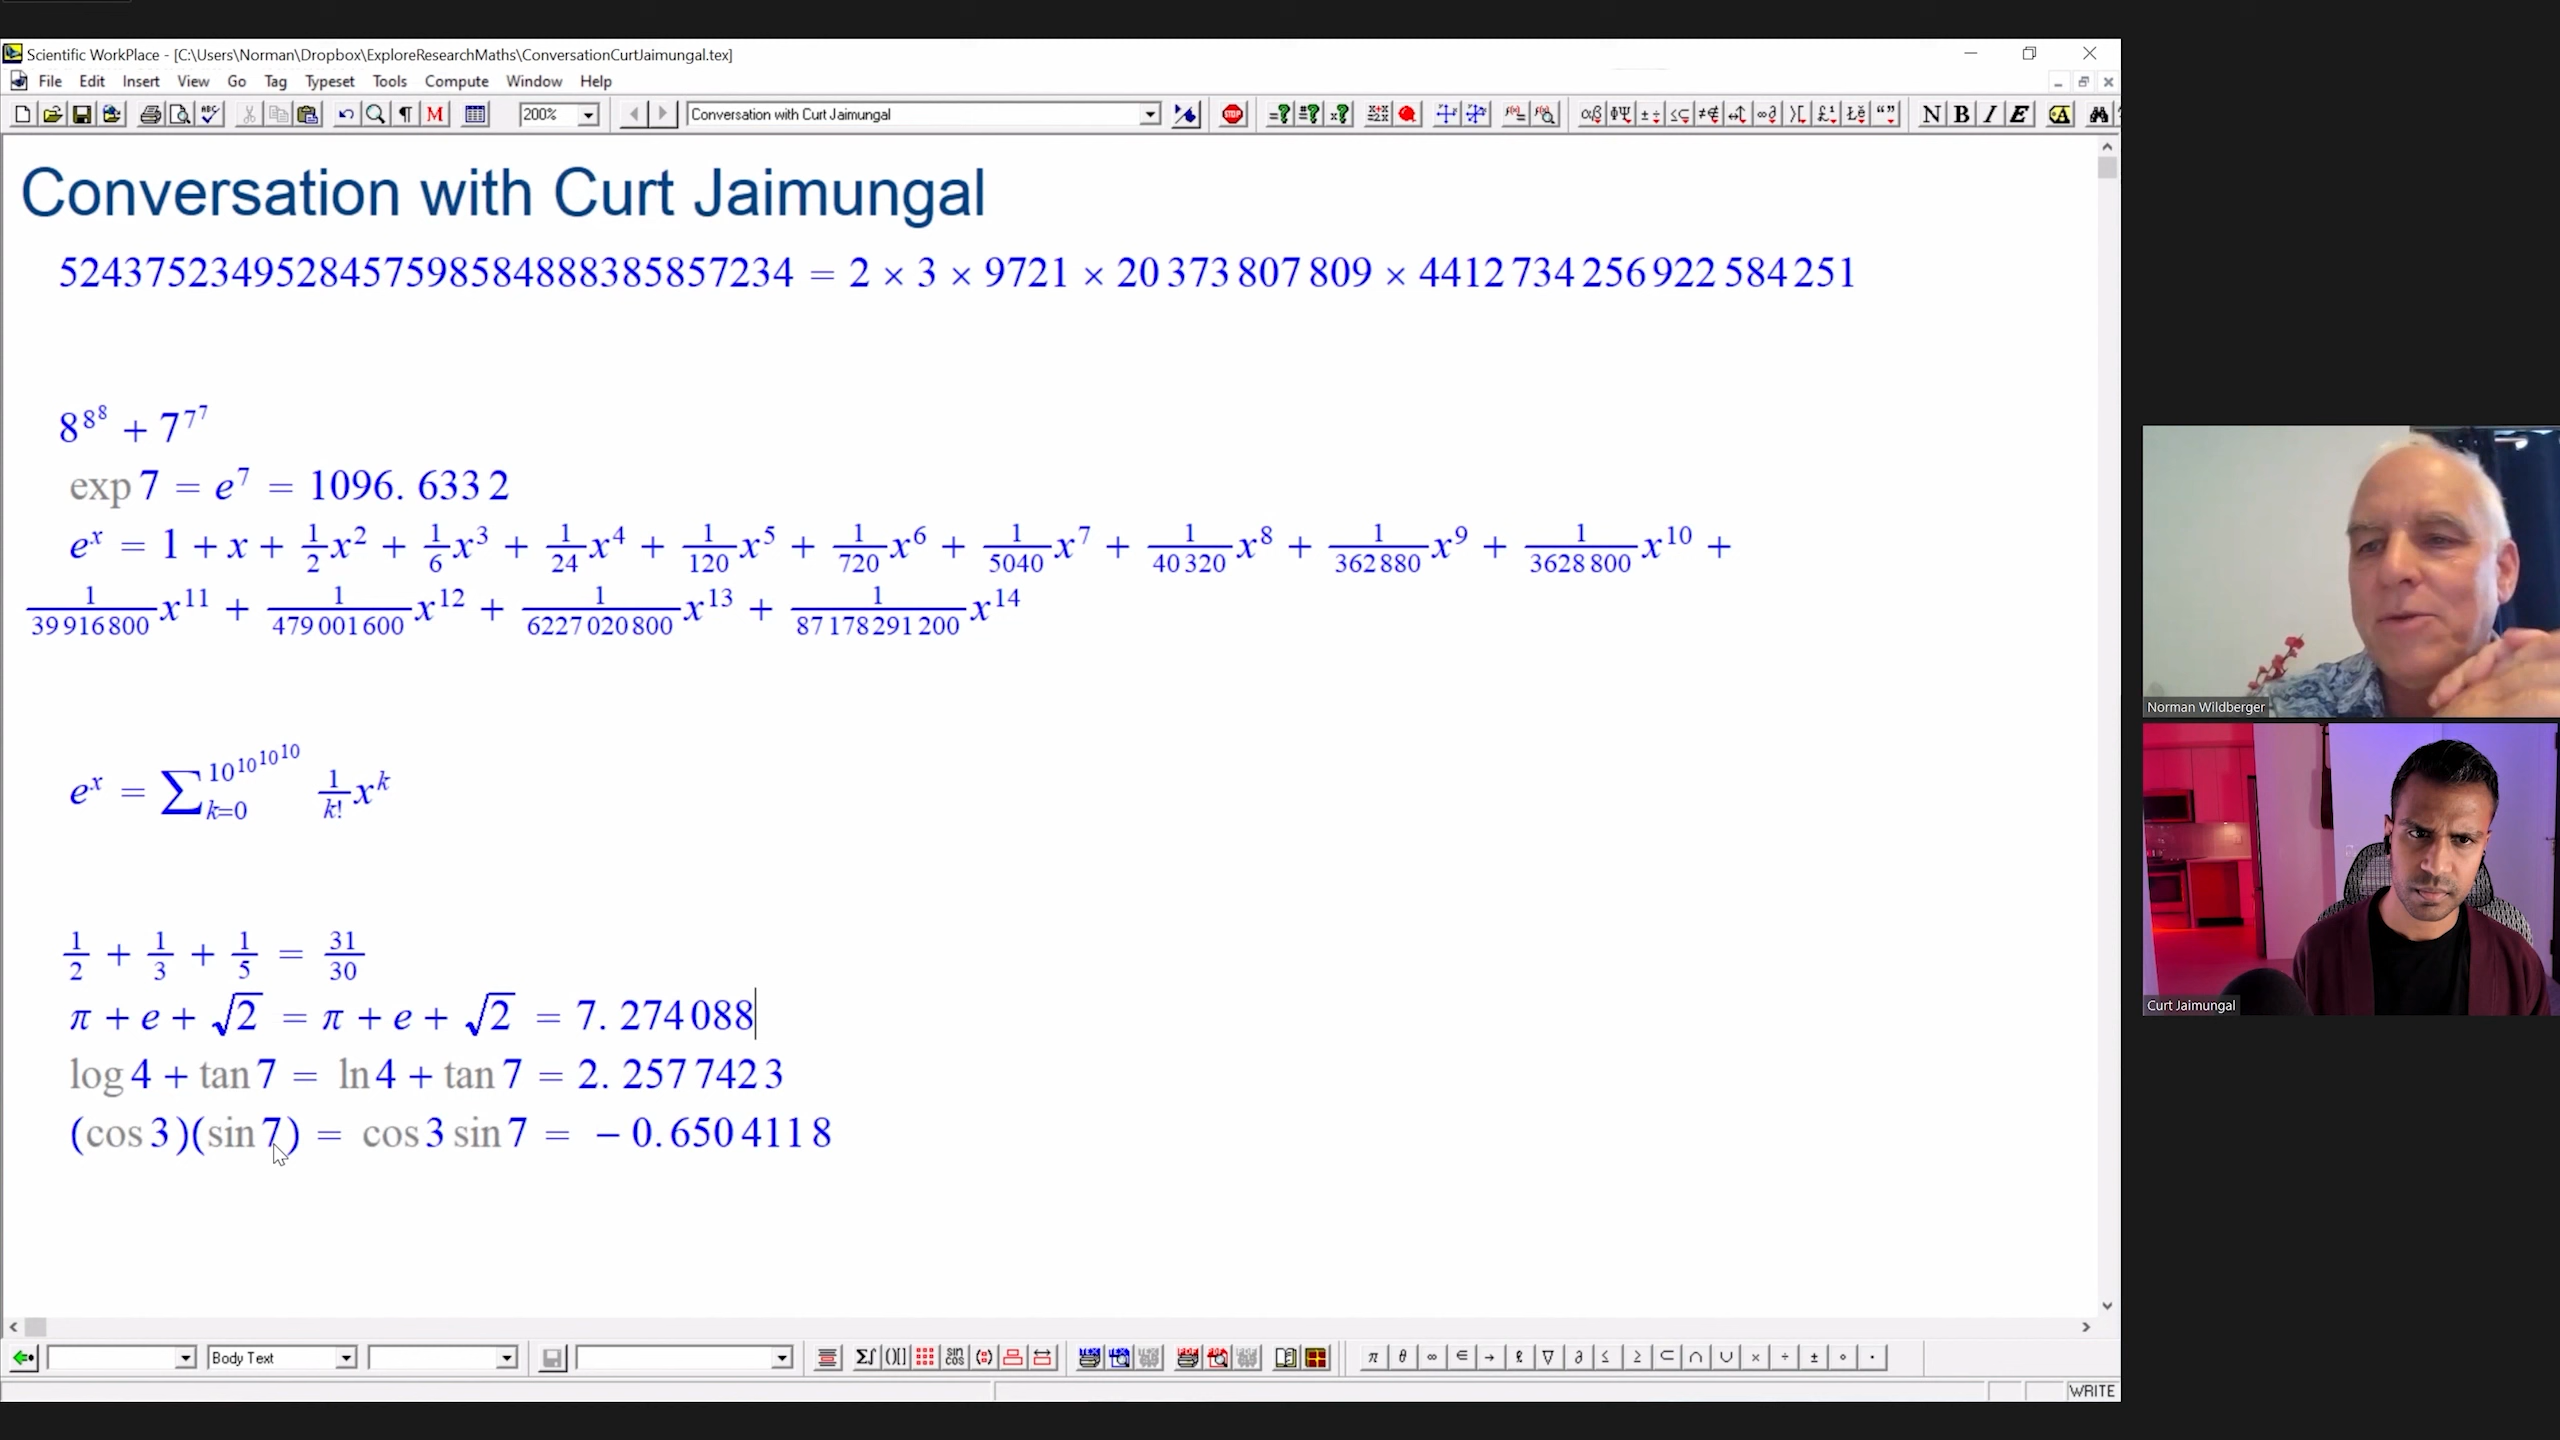 Scientific WorkPlace - [C:\Users\Norman\Dropbox\ExploreResearchMaths\ConversationCurtJaimungal.tex]
File Edit Insert View Go Tag Typeset Tools Compute Window Help
200% Conversation with Curt Jaimungal N B I E
Conversation with Curt Jaimungal
5243752349528457598584888385857234 = 2 × 3 × 9721 × 20 373 807 809 × 4412 734 256 922 584 251
8^{8^8} + 7^{7^7}
exp 7 = e^7 = 1096. 633 2
e^x = 1 + x + 1/2 x^2 + 1/6 x^3 + 1/24 x^4 + 1/120 x^5 + 1/720 x^6 + 1/5040 x^7 + 1/40 320 x^8 + 1/362 880 x^9 + 1/3628 800 x^10 +
1/39 916 800 x^11 + 1/479 001 600 x^12 + 1/6227 020 800 x^13 + 1/87 178 291 200 x^14
e^x = ∑_{k=0}^{10^{10^{10^{10}}}} 1/k! x^k
1/2 + 1/3 + 1/5 = 31/30
π + e + √2 = π + e + √2 = 7. 274 088
log 4 + tan 7 = ln 4 + tan 7 = 2. 257 742 3
(cos 3)(sin 7) = cos 3 sin 7 = − 0. 650 411 8
Norman Wildberger
Curt Jaimungal
Body Text
π θ ∞ ∈ → ℓ ∇ ∂ ≤ ≥ ⊂ ∩ ∪ × ÷ ± ∘ ·
WRITE